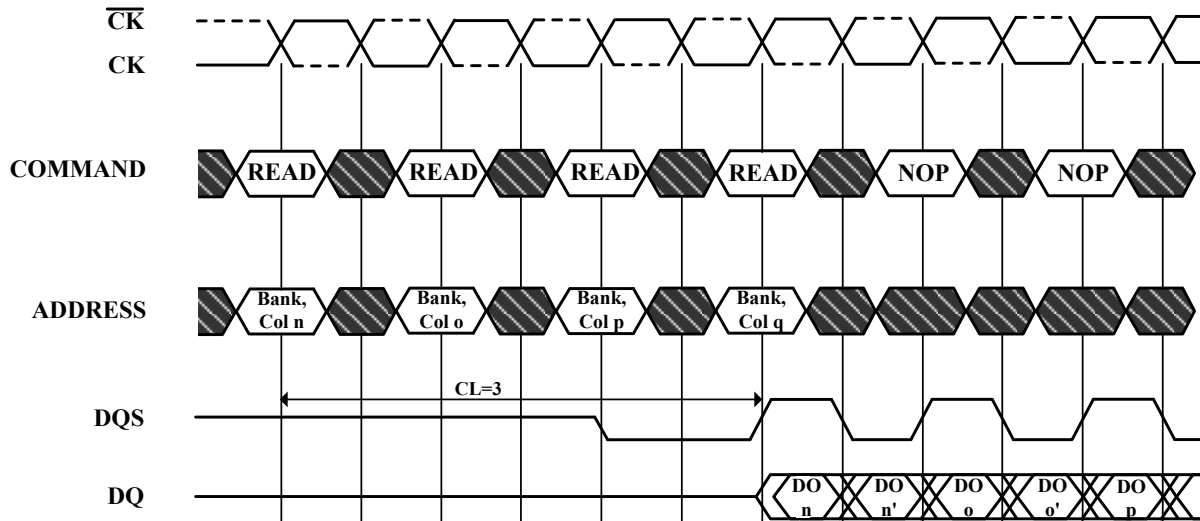 CK
CK
COMMAND READ READ READ READ NOP NOP
ADDRESS Bank, Col n Bank, Col o Bank, Col p Bank, Col q
CL=3
DQS
DQ DO n DO n' DO o DO o' DO p